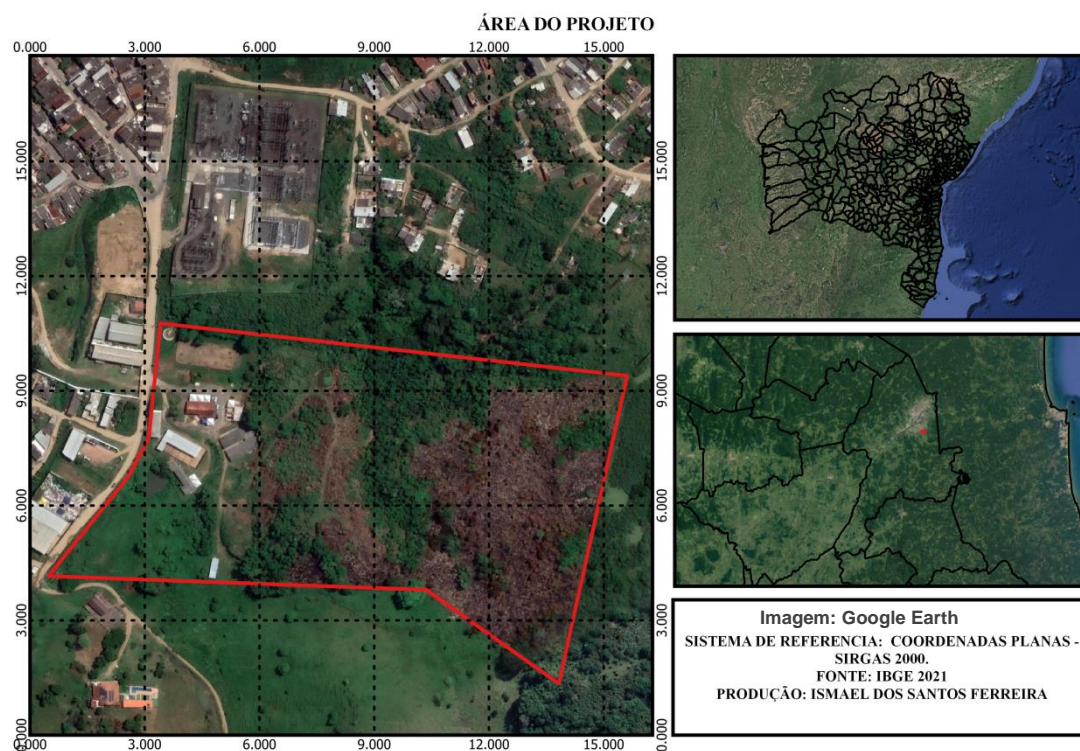 ÁREA DO PROJETO
0.000 3.000 6.000 9.000 12.000 15.000
15.000 15.000
12.000 12.000
9.000 9.000
6.000 6.000
3.000 3.000
0.000 0.000
0.000 3.000 6.000 9.000 12.000 15.000
Imagem: Google Earth
SISTEMA DE REFERENCIA: COORDENADAS PLANAS -
SIRGAS 2000.
FONTE: IBGE 2021
PRODUÇÃO: ISMAEL DOS SANTOS FERREIRA